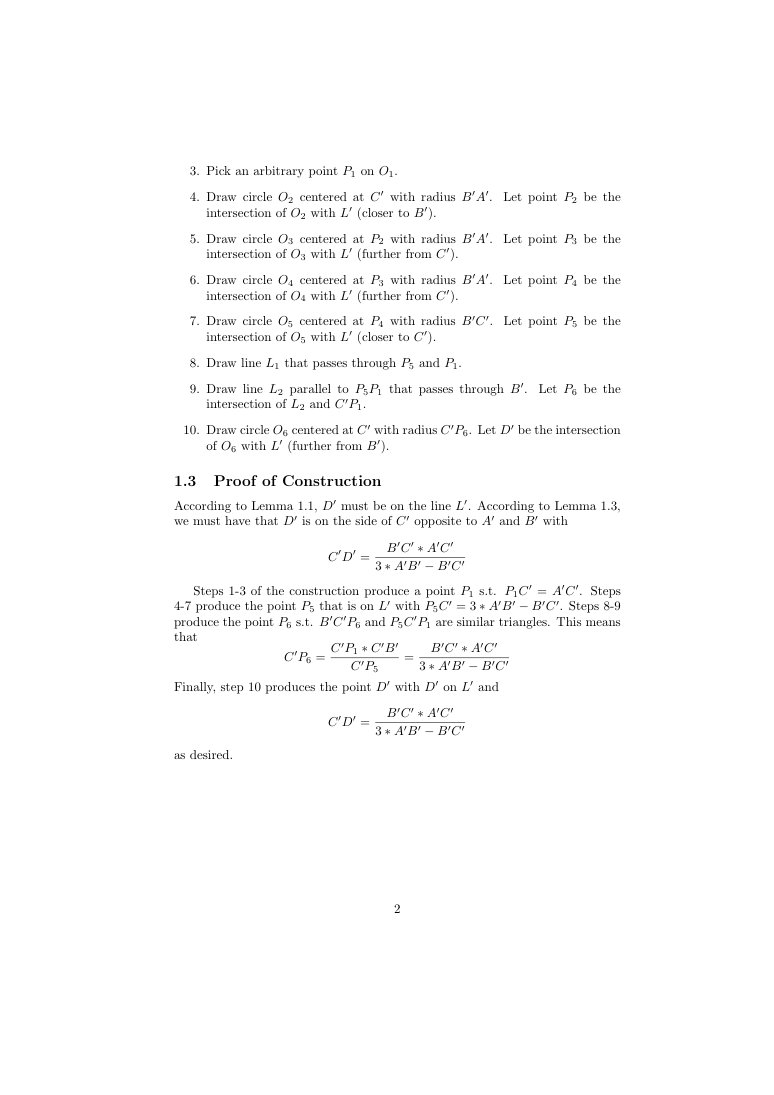 3. Pick an arbitrary point P₁ on O₁.
4. Draw circle O₂ centered at C′ with radius B′A′. Let point P₂ be the
intersection of O₂ with L′ (closer to B′).
5. Draw circle O₃ centered at P₂ with radius B′A′. Let point P₃ be the
intersection of O₃ with L′ (further from C′).
6. Draw circle O₄ centered at P₃ with radius B′A′. Let point P₄ be the
intersection of O₄ with L′ (further from C′).
7. Draw circle O₅ centered at P₄ with radius B′C′. Let point P₅ be the
intersection of O₅ with L′ (closer to C′).
8. Draw line L₁ that passes through P₅ and P₁.
9. Draw line L₂ parallel to P₅P₁ that passes through B′. Let P₆ be the
intersection of L₂ and C′P₁.
10. Draw circle O₆ centered at C′ with radius C′P₆. Let D′ be the intersection
of O₆ with L′ (further from B′).
1.3 Proof of Construction
According to Lemma 1.1, D′ must be on the line L′. According to Lemma 1.3,
we must have that D′ is on the side of C′ opposite to A′ and B′ with
C′D′ = B′C′ ∗ A′C′ / 3 ∗ A′B′ − B′C′
Steps 1-3 of the construction produce a point P₁ s.t. P₁C′ = A′C′. Steps
4-7 produce the point P₅ that is on L′ with P₅C′ = 3 ∗ A′B′ − B′C′. Steps 8-9
produce the point P₆ s.t. B′C′P₆ and P₅C′P₁ are similar triangles. This means
that
C′P₆ = C′P₁ ∗ C′B′ / C′P₅ = B′C′ ∗ A′C′ / 3 ∗ A′B′ − B′C′
Finally, step 10 produces the point D′ with D′ on L′ and
C′D′ = B′C′ ∗ A′C′ / 3 ∗ A′B′ − B′C′
as desired.
2